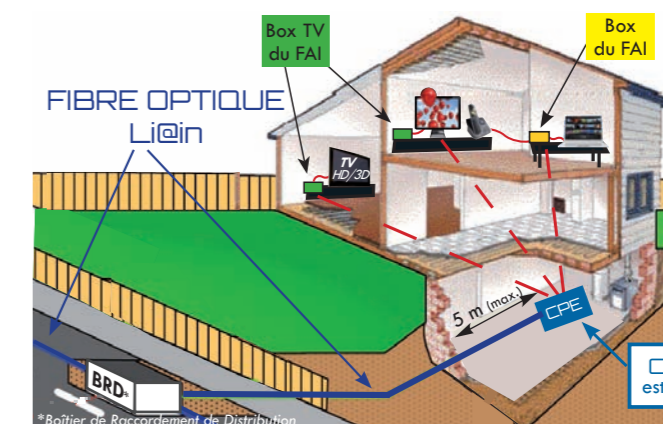 Box TV
du FAI
Box
du FAI
FIBRE OPTIQUE
Li@in
TV
HD/3D
5 m (max.)
CPE
BRD*
est
*Boîtier de Raccordement de Distribution